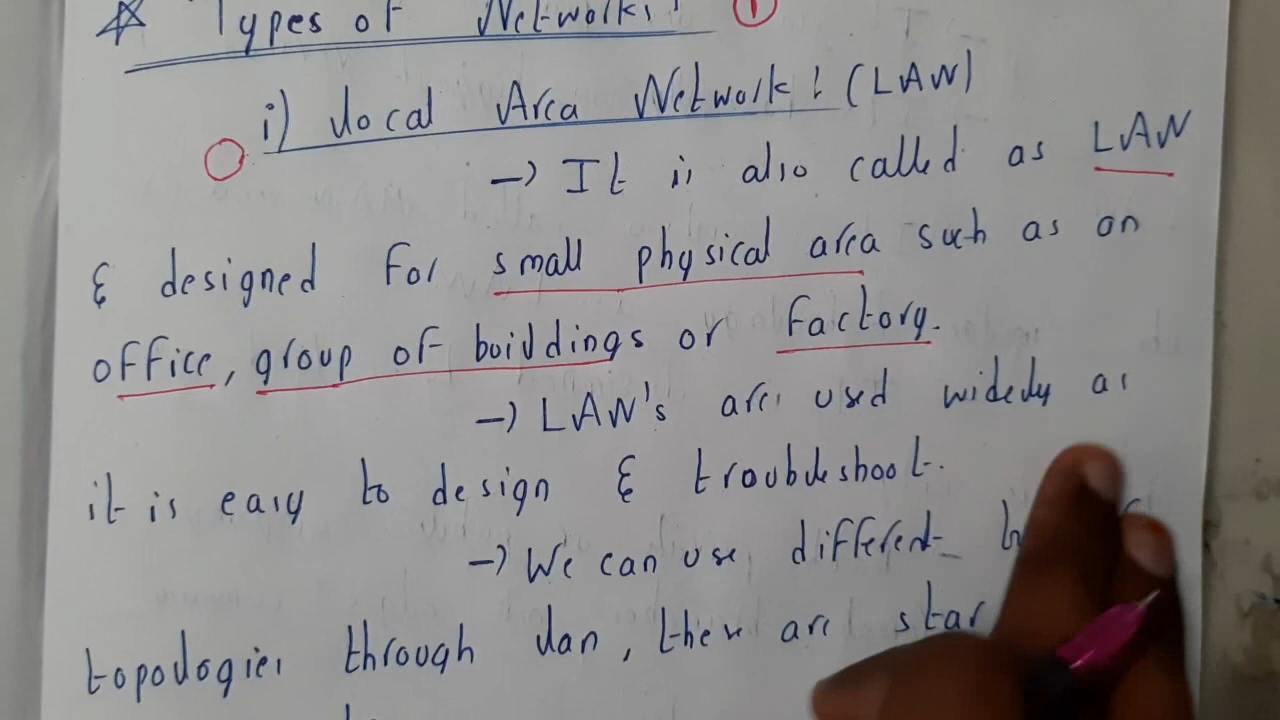 ☆ Types of Networks: ①
i) Local Area Network: (LAN)
→ It is also called as LAN
& designed for small physical area such as an
office, group of buildings or factory.
→ LAN's are used widely as
it is easy to design & troubleshoot.
→ We can use different
topologies through lan, they are star